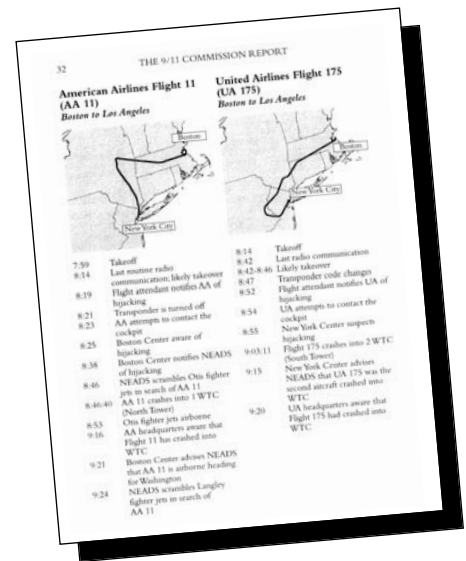 32
THE 9/11 COMMISSION REPORT
American Airlines Flight 11
(AA 11)
Boston to Los Angeles
Boston
New York City
7:59 Takeoff
8:14 Last routine radio
communication; likely takeover
8:19 Flight attendant notifies AA of
hijacking
8:21 Transponder is turned off
8:23 AA attempts to contact the
cockpit
8:25 Boston Center aware of
hijacking
8:38 Boston Center notifies NEADS
of hijacking
8:46 NEADS scrambles Otis fighter
jets in search of AA 11
8:46:40 AA 11 crashes into 1 WTC
(North Tower)
8:53 Otis fighter jets airborne
9:16 AA headquarters aware that
Flight 11 has crashed into
WTC
9:21 Boston Center advises NEADS
that AA 11 is airborne heading
for Washington
9:24 NEADS scrambles Langley
fighter jets in search of
AA 11
United Airlines Flight 175
(UA 175)
Boston to Los Angeles
Boston
New York City
8:14 Takeoff
8:42 Last radio communication
8:42-8:46 Likely takeover
8:47 Transponder code changes
8:52 Flight attendant notifies UA of
hijacking
8:54 UA attempts to contact the
cockpit
8:55 New York Center suspects
hijacking
9:03:11 Flight 175 crashes into 2 WTC
(South Tower)
9:15 New York Center advises
NEADS that UA 175 was the
second aircraft crashed into
WTC
9:20 UA headquarters aware that
Flight 175 had crashed into
WTC